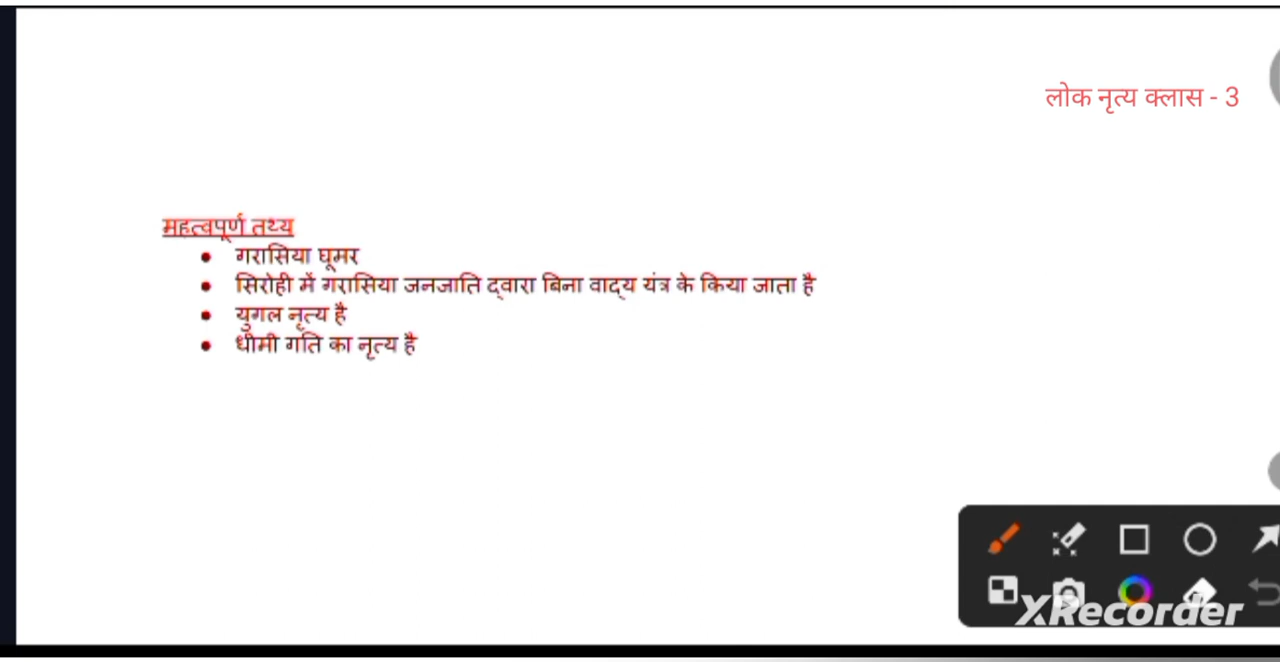 लोक नृत्य क्लास - 3
महत्वपूर्ण तथ्य
• गरासिया घूमर
• सिरोही में गरासिया जनजाति द्वारा बिना वाद्य यंत्र के किया जाता है
• युगल नृत्य है
• धीमी गति का नृत्य है
XRecorder